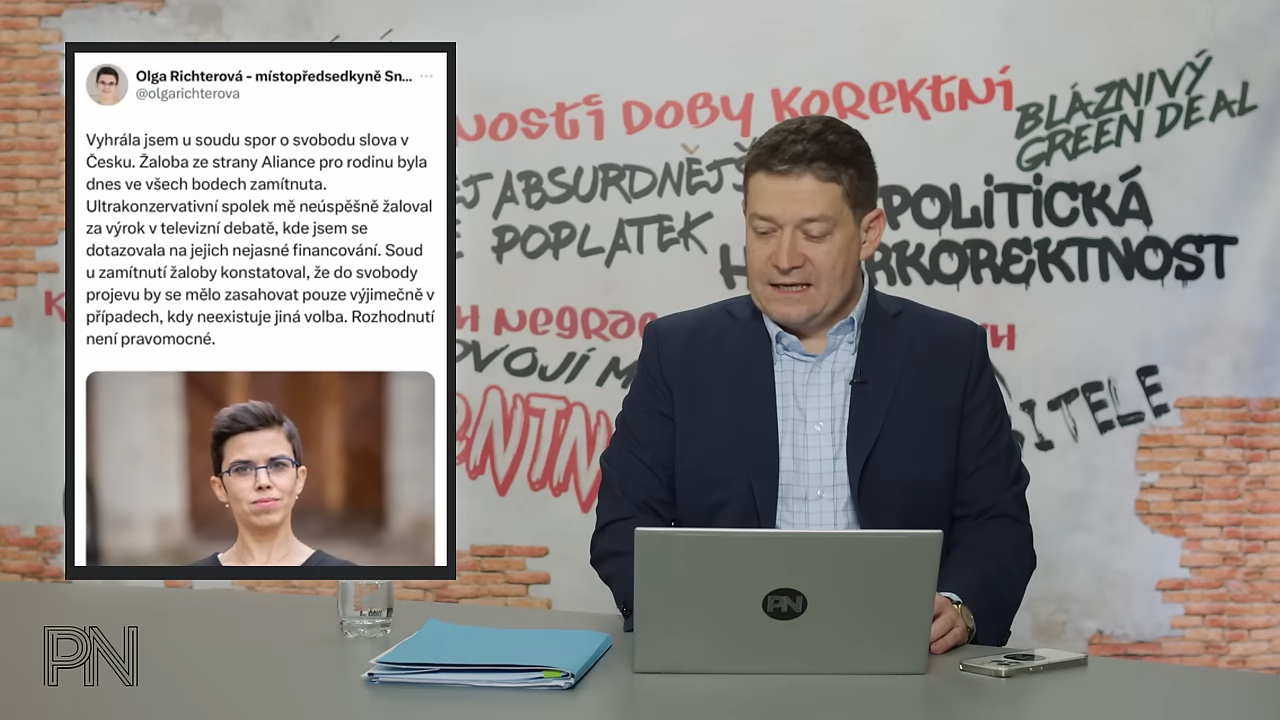 Olga Richterová - místopředsedkyně Sn...
@olgarichterova
Vyhrála jsem u soudu spor o svobodu slova v
Česku. Žaloba ze strany Aliance pro rodinu byla
dnes ve všech bodech zamítnuta.
Ultrakonzervativní spolek mě neúspěšně žaloval
za výrok v televizní debatě, kde jsem se
dotazovala na jejich nejasné financování. Soud
u zamítnutí žaloby konstatoval, že do svobody
projevu by se mělo zasahovat pouze výjimečně v
případech, kdy neexistuje jiná volba. Rozhodnutí
není pravomocné.
DOBY KOREKTNÍ
BLÁZNIVÝ
GREEN DEAL
POPLATEK
POLITICKÁ
PN
PN